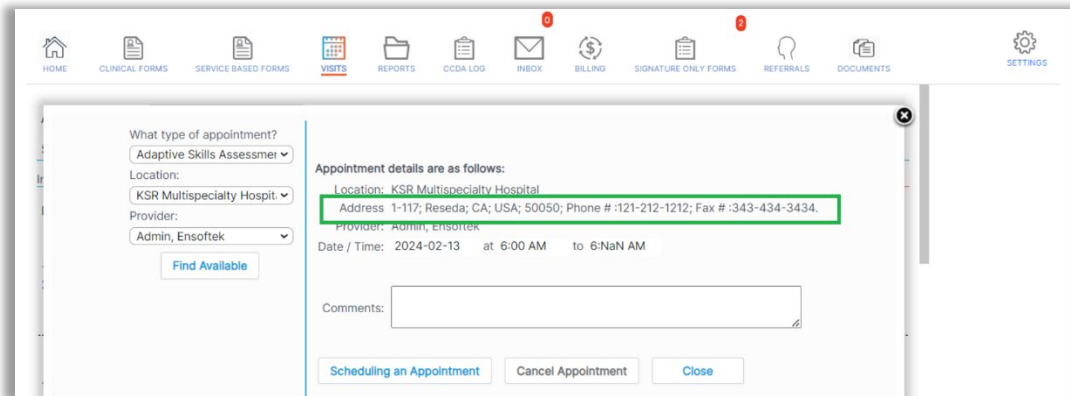 0
2
HOME CLINICAL FORMS SERVICE BASED FORMS VISITS REPORTS CCDA LOG INBOX BILLING SIGNATURE ONLY FORMS REFERRALS DOCUMENTS SETTINGS
What type of appointment?
Adaptive Skills Assessmer
Location:
KSR Multispecialty Hospit
Provider:
Admin, Ensoftek
Find Available
Appointment details are as follows:
Location: KSR Multispecialty Hospital
Address 1-117; Reseda; CA; USA; 50050; Phone # :121-212-1212; Fax # :343-434-3434.
Provider: Admin, Ensoftek
Date / Time: 2024-02-13 at 6:00 AM to 6:NaN AM
Comments:
Scheduling an Appointment Cancel Appointment Close